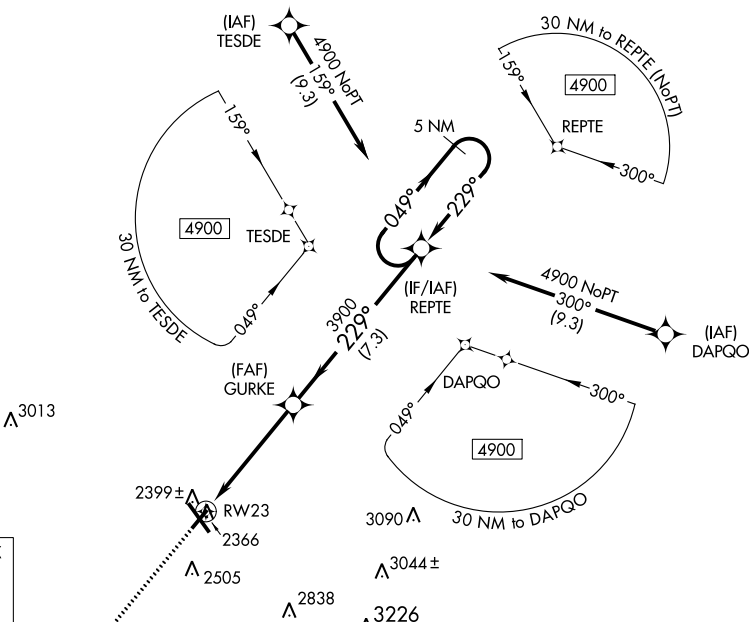 (IAF)
TESDE
4900 NoPT
159°
(9.3)
30 NM to REPTE (NoPT)
159°
4900
REPTE
300°
5 NM
049°
229°
159°
4900
TESDE
30 NM to TESDE
049°
(IF/IAF)
REPTE
4900 NoPT
300°
(9.3)
(IAF)
DAPQO
3900
229°
(7.3)
(FAF)
GURKE
DAPQO
300°
049°
4900
30 NM to DAPQO
3013
2399±
RW23
2366
3090
2505
3044±
2838
3226